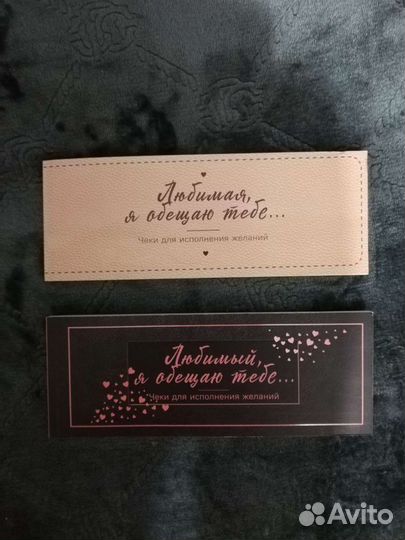 Любимая,
я обещаю тебе...
Чеки для исполнения желаний
Любимый,
я обещаю тебе...
Чеки для исполнения желаний
Avito